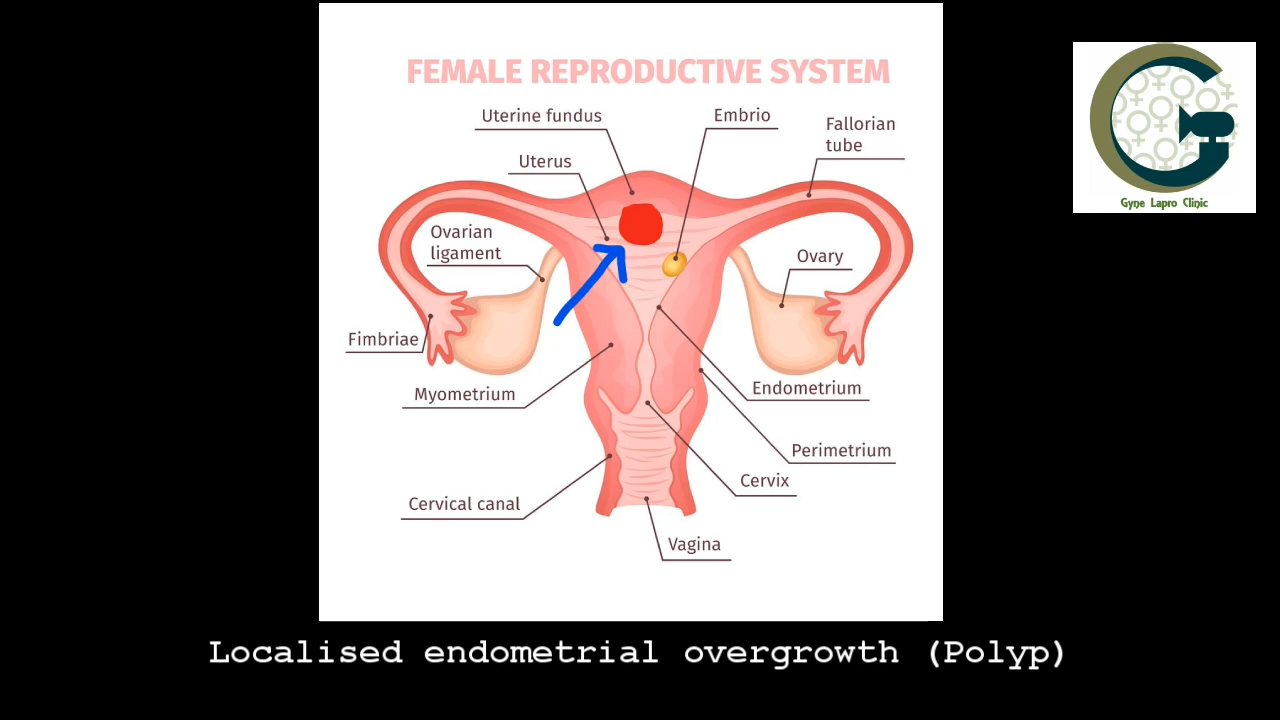 FEMALE REPRODUCTIVE SYSTEM
Uterine fundus
Embrio
Fallorian
tube
Uterus
Ovarian
ligament
Ovary
Fimbriae
Myometrium
Endometrium
Perimetrium
Cervix
Cervical canal
Vagina
Gyne Lapro Clinic
Localised endometrial overgrowth (Polyp)